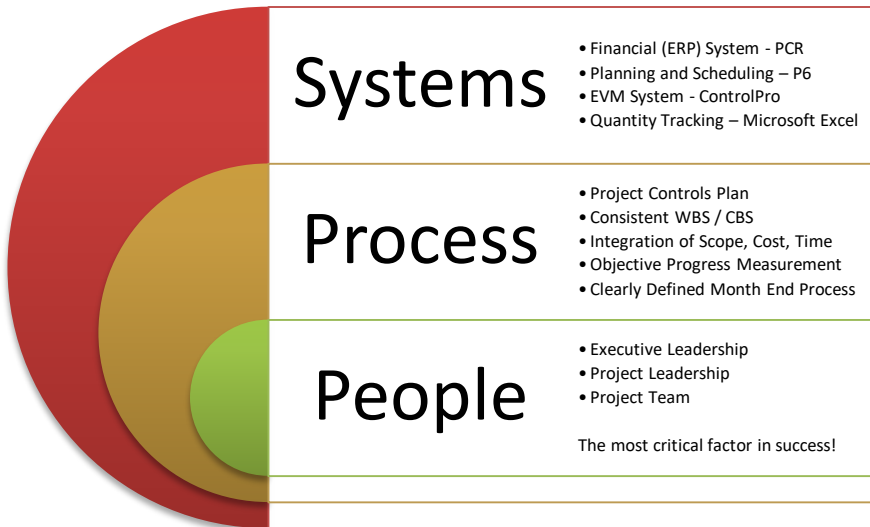 Systems
• Financial (ERP) System - PCR
• Planning and Scheduling – P6
• EVM System - ControlPro
• Quantity Tracking – Microsoft Excel
Process
• Project Controls Plan
• Consistent WBS / CBS
• Integration of Scope, Cost, Time
• Objective Progress Measurement
• Clearly Defined Month End Process
People
• Executive Leadership
• Project Leadership
• Project Team
The most critical factor in success!